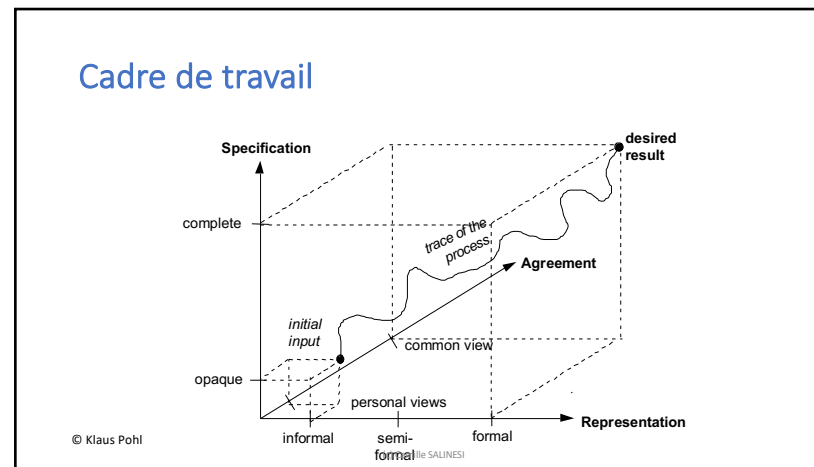 Cadre de travail
desired
result
Specification
complete
trace of the
process
Agreement
initial
input
common view
opaque
personal views
Representation
informal
semi-
formal
formal
© Klaus Pohl
SALINESI